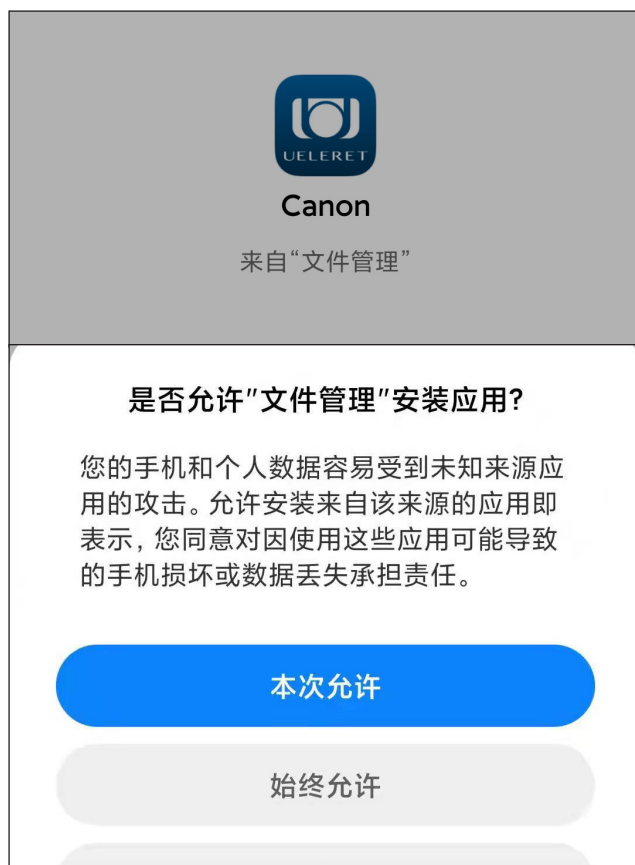 UELERET
Canon
来自“文件管理”
是否允许"文件管理"安装应用?
您的手机和个人数据容易受到未知来源应
用的攻击。允许安装来自该来源的应用即
表示，您同意对因使用这些应用可能导致
的手机损坏或数据丢失承担责任。
本次允许
始终允许